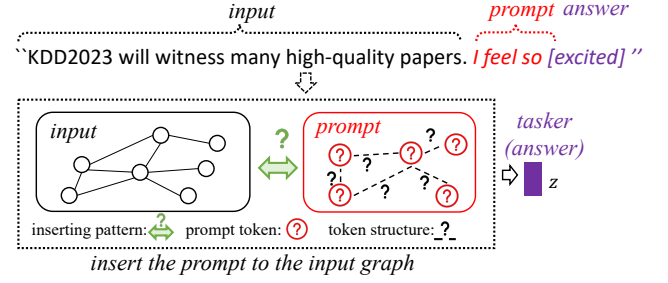 input prompt answer
``KDD2023 will witness many high-quality papers. I feel so [excited] ’’
input ? prompt tasker
(answer)
? ? ? ? ?
? ? ? ? ?
z
inserting pattern: ? prompt token: ? token structure: ?
insert the prompt to the input graph